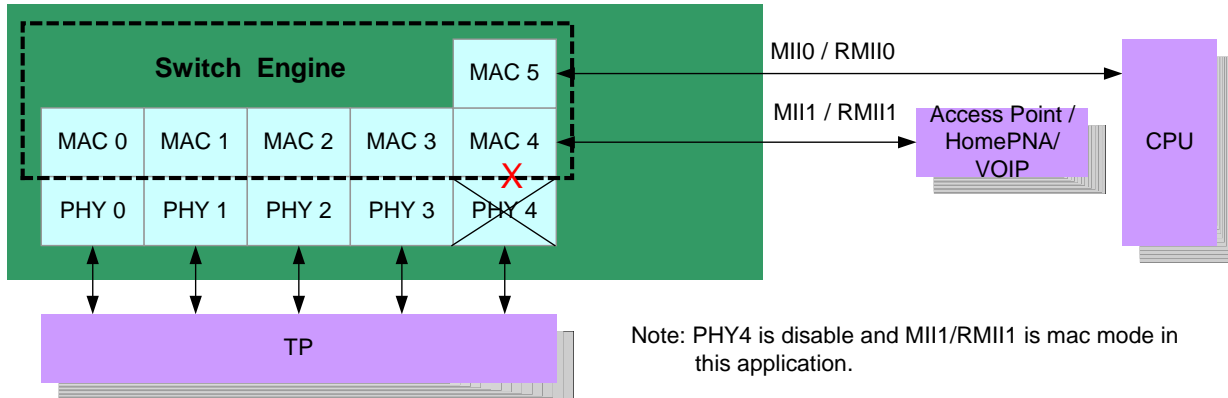 Switch Engine
MAC 5
MII0 / RMII0
MII1 / RMII1
Access Point /
HomePNA/
VOIP
CPU
MAC 0
MAC 1
MAC 2
MAC 3
MAC 4
X
PHY 0
PHY 1
PHY 2
PHY 3
PHY 4
TP
Note: PHY4 is disable and MII1/RMII1 is mac mode in
this application.